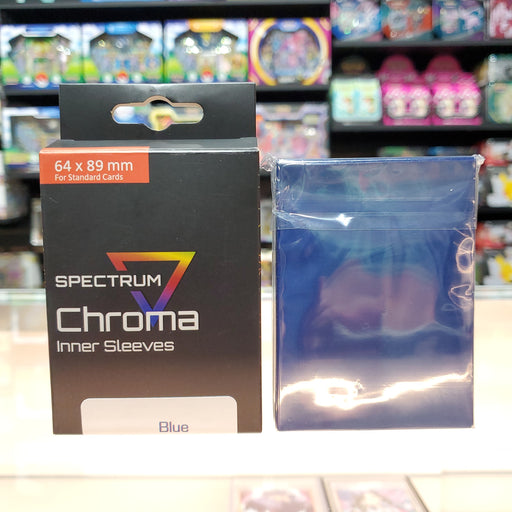 64 x 89 mm
For Standard Cards
SPECTRUM
Chroma
Inner Sleeves
Blue